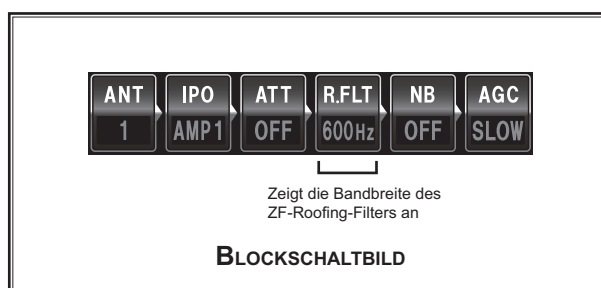 ANT IPO ATT R.FLT NB AGC
1 AMP1 OFF 600Hz OFF SLOW
Zeigt die Bandbreite des
ZF-Roofing-Filters an
BLOCKSCHALTBILD